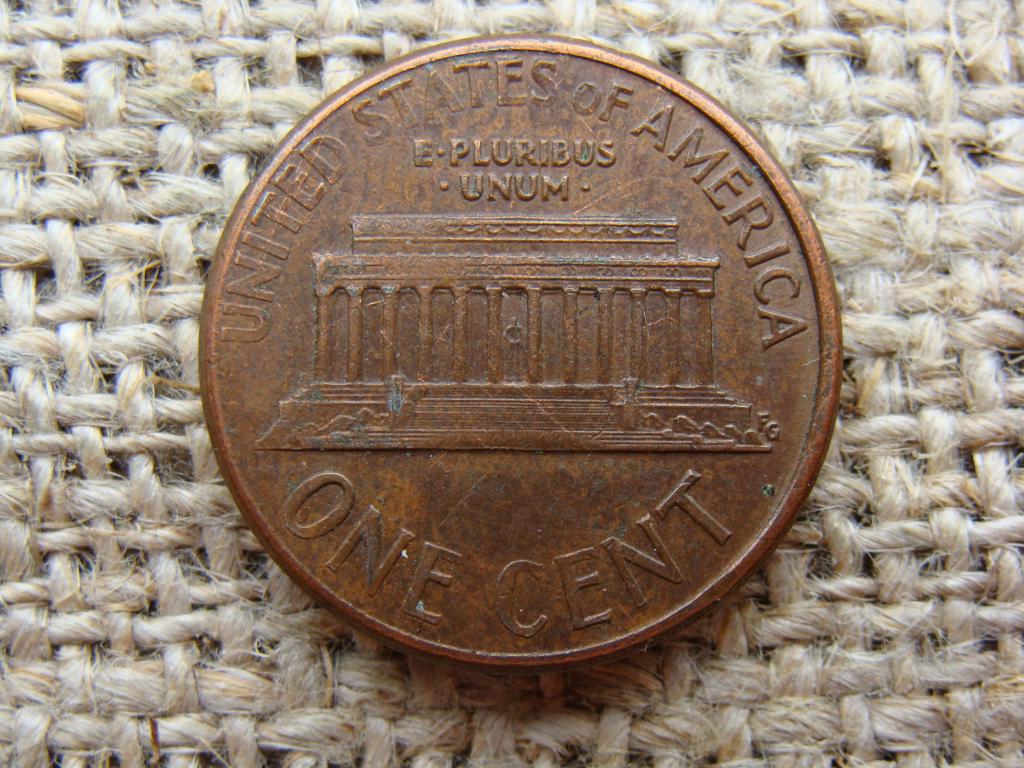 UNITED STATES OF AMERICA
E·PLURIBUS
·UNUM·
FG
ONE CENT